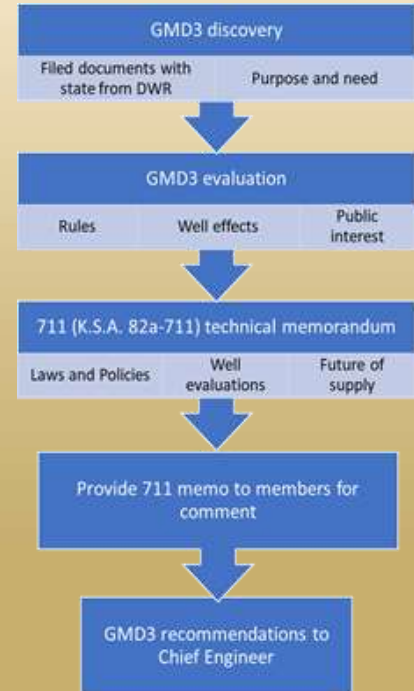 GMD3 discovery
Filed documents with
state from DWR
Purpose and need
GMD3 evaluation
Rules
Well effects
Public
interest
711 (K.S.A. 82a-711) technical memorandum
Laws and Policies
Well
evaluations
Future of
supply
Provide 711 memo to members for
comment
GMD3 recommendations to
Chief Engineer